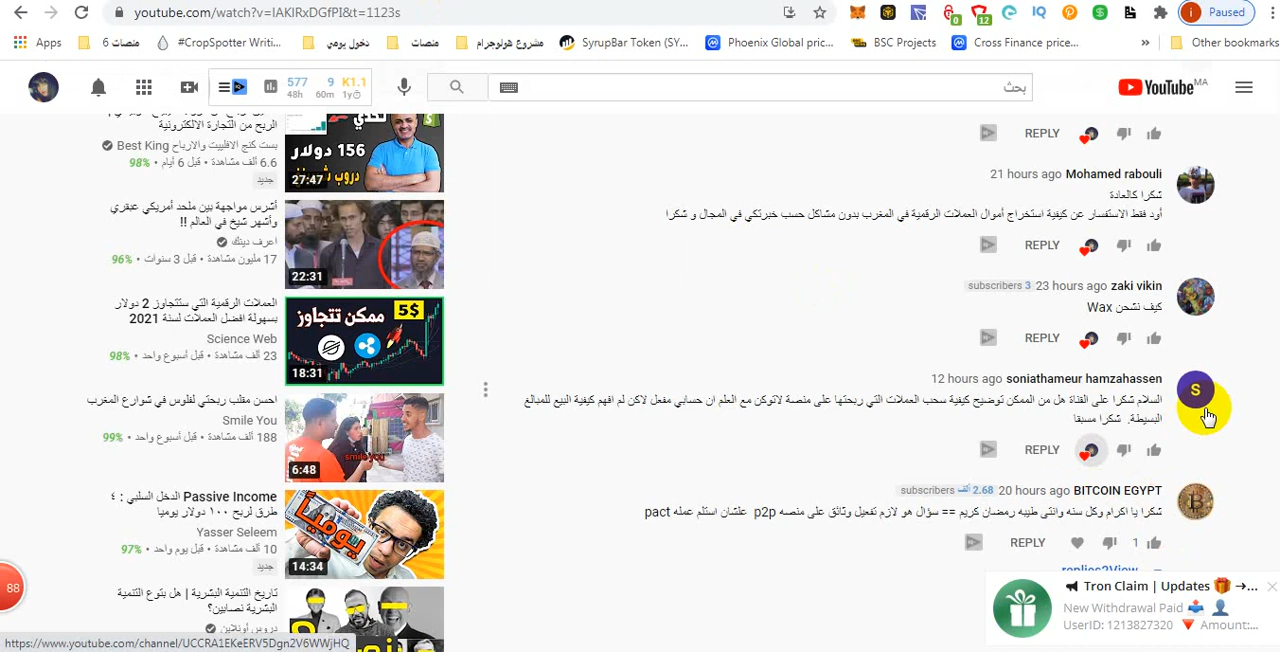 youtube.com/watch?v=lAKlRxDGfPI&t=1123s
0
12
IQ
i Paused
Apps
منصات 6
#CropSpotter Writi...
دخول يومي
منصات
مشروع هولوجرام
SyrupBar Token (SY...
Phoenix Global pric...
BSC Projects
Cross Finance price...
»
Other bookmarks
577 9 K1.1
48h 60m 1y
بحث
YouTube MA
الربح من التجارة الالكترونية
بست كنج الافلييت والارباح Best King
6.6 ألف مشاهدة • قبل 6 أيام • 98%
جديد
تحدي
156 دولار
27:47
أشرس مواجهة بين ملحد أمريكي عبقري
وأشهر شيخ في العالم !!
اعرف دينك
17 مليون مشاهدة • قبل 3 سنوات • 96%
22:31
العملات الرقمية التي ستتجاوز 2 دولار
بسهولة افضل العملات لسنة 2021
Science Web
23 ألف مشاهدة • قبل أسبوع واحد • 98%
ممكن تتجاوز 5$
18:31
احسن مقلب ربحتي لفلوس في شوارع المغرب
Smile You
188 ألف مشاهدة • قبل أسبوع واحد • 99%
smile you
6:48
Passive Income الدخل السلبي : ٤
طرق لربح ١٠٠ دولار يوميا
Yasser Seleem
10 ألف مشاهدة • قبل يوم واحد • 97%
جديد
يومياً
14:34
تاريخ التنمية البشرية | هل بتوع التنمية
البشرية نصابين؟
دروس أونلاين
88
REPLY
21 hours ago Mohamed rabouli
شكرا كالعادة
أود فقط الاستفسار عن كيفية استخراج أموال العملات الرقمية في المغرب بدون مشاكل حسب خبرتكي في المجال و شكرا
REPLY
subscribers 3 23 hours ago zaki vikin
كيف نشحن Wax
REPLY
12 hours ago soniathameur hamzahassen
S
السلام شكرا على القناة هل من الممكن توضيح كيفية سحب العملات التي ربحتها على منصة لاتوكن مع العلم ان حسابي مفعل لاكن لم افهم كيفية البيع للمبالغ
البسيطة. شكرا مسبقا
REPLY
subscribers 2.68 ألف 20 hours ago BITCOIN EGYPT
شكرا يا اكرام وكل سنه وانتى طيبه رمضان كريم == سؤال هو لازم تفعيل وثائق على منصه p2p علشان استلم عمله pact
REPLY
1
replies2View
Tron Claim | Updates →...
New Withdrawal Paid
UserID: 1213827320 Amount:...
https://www.youtube.com/channel/UCCRA1EKeERV5Dgn2V6WWjHQ